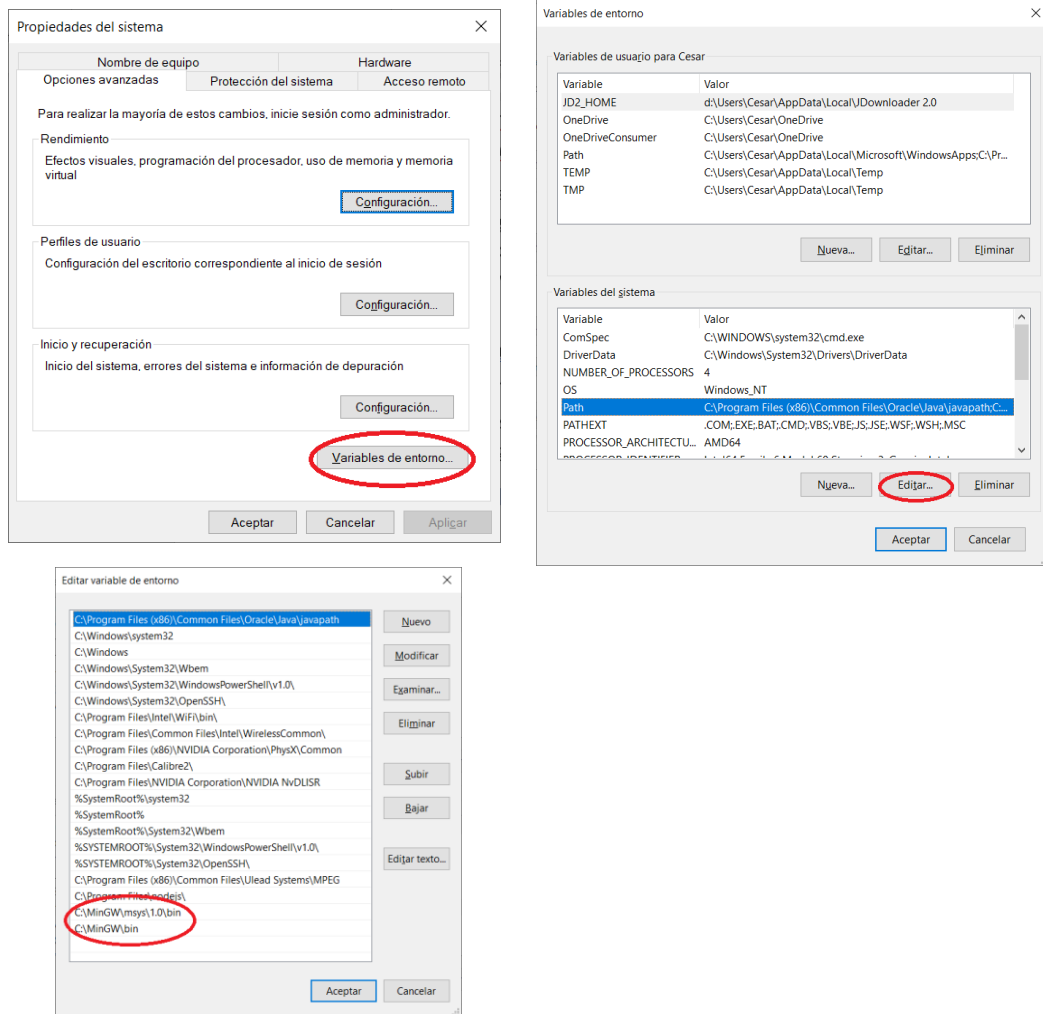 Propiedades del sistema
Nombre de equipo
Hardware
Opciones avanzadas
Protección del sistema
Acceso remoto
Para realizar la mayoría de estos cambios, inicie sesión como administrador.
Rendimiento
Efectos visuales, programación del procesador, uso de memoria y memoria
virtual
Configuración...
Perfiles de usuario
Configuración del escritorio correspondiente al inicio de sesión
Configuración...
Inicio y recuperación
Inicio del sistema, errores del sistema e información de depuración
Configuración...
Variables de entorno...
Aceptar
Cancelar
Aplicar
Variables de entorno
Variables de usuario para Cesar
Variable Valor
JD2_HOME d:\Users\Cesar\AppData\Local\JDownloader 2.0
OneDrive C:\Users\Cesar\OneDrive
OneDriveConsumer C:\Users\Cesar\OneDrive
Path C:\Users\Cesar\AppData\Local\Microsoft\WindowsApps;C:\Pr...
TEMP C:\Users\Cesar\AppData\Local\Temp
TMP C:\Users\Cesar\AppData\Local\Temp
Nueva...
Editar...
Eliminar
Variables del sistema
Variable Valor
ComSpec C:\WINDOWS\system32\cmd.exe
DriverData C:\Windows\System32\Drivers\DriverData
NUMBER_OF_PROCESSORS 4
OS Windows_NT
Path C:\Program Files (x86)\Common Files\Oracle\Java\javapath;C:...
PATHEXT .COM;.EXE;.BAT;.CMD;.VBS;.VBE;.JS;.JSE;.WSF;.WSH;.MSC
PROCESSOR_ARCHITECTU... AMD64
Nueva...
Editar...
Eliminar
Aceptar
Cancelar
Editar variable de entorno
C:\Program Files (x86)\Common Files\Oracle\Java\javapath
C:\Windows\system32
C:\Windows
C:\Windows\System32\Wbem
C:\Windows\System32\WindowsPowerShell\v1.0\
C:\Windows\System32\OpenSSH\
C:\Program Files\Intel\WiFi\bin\
C:\Program Files\Common Files\Intel\WirelessCommon\
C:\Program Files (x86)\NVIDIA Corporation\PhysX\Common
C:\Program Files\Calibre2\
C:\Program Files\NVIDIA Corporation\NVIDIA NvDLISR
%SystemRoot%\system32
%SystemRoot%
%SystemRoot%\System32\Wbem
%SYSTEMROOT%\System32\WindowsPowerShell\v1.0\
%SYSTEMROOT%\System32\OpenSSH\
C:\Program Files (x86)\Common Files\Ulead Systems\MPEG
C:\Program Files\nodejs\
C:\MinGW\msys\1.0\bin
C:\MinGW\bin
Nuevo
Modificar
Examinar...
Eliminar
Subir
Bajar
Editar texto...
Aceptar
Cancelar